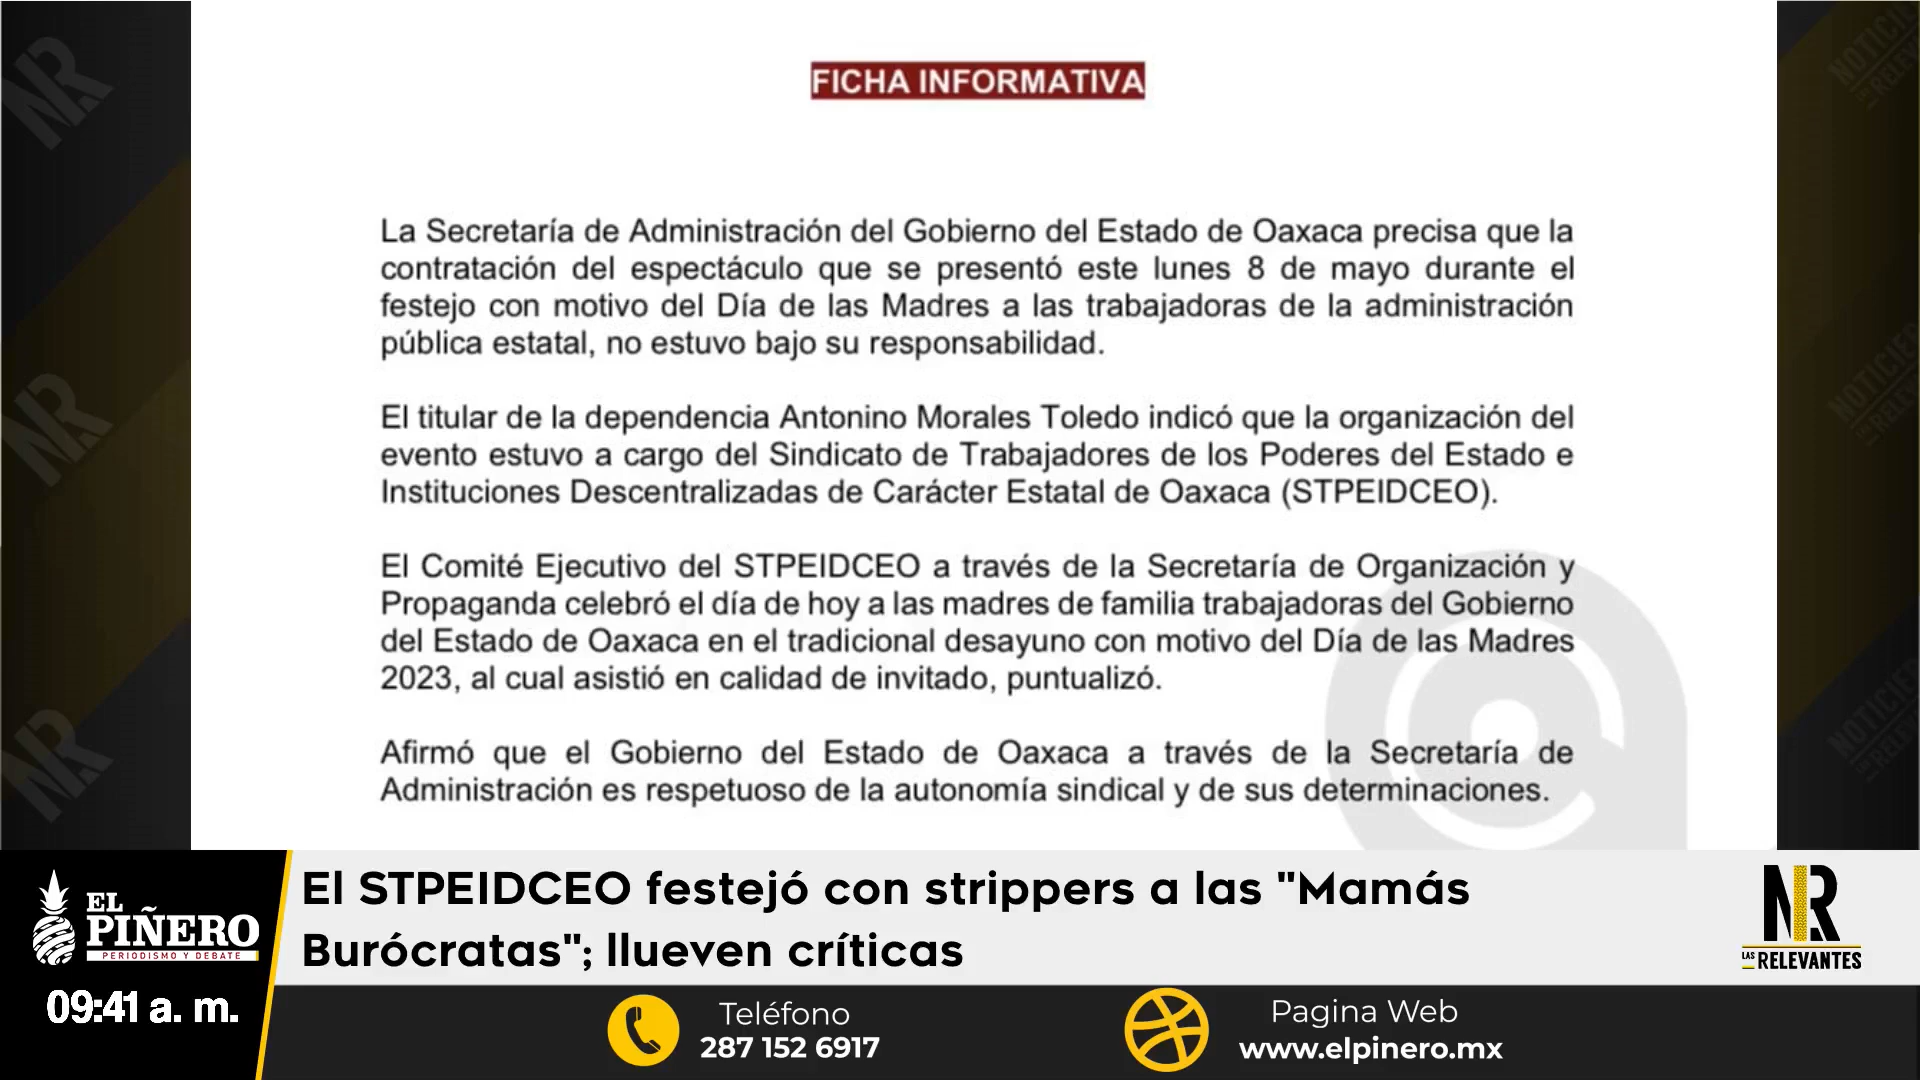 FICHA INFORMATIVA
La Secretaría de Administración del Gobierno del Estado de Oaxaca precisa que la
contratación del espectáculo que se presentó este lunes 8 de mayo durante el
festejo con motivo del Día de las Madres a las trabajadoras de la administración
pública estatal, no estuvo bajo su responsabilidad.
El titular de la dependencia Antonino Morales Toledo indicó que la organización del
evento estuvo a cargo del Sindicato de Trabajadores de los Poderes del Estado e
Instituciones Descentralizadas de Carácter Estatal de Oaxaca (STPEIDCEO).
El Comité Ejecutivo del STPEIDCEO a través de la Secretaría de Organización y
Propaganda celebró el día de hoy a las madres de familia trabajadoras del Gobierno
del Estado de Oaxaca en el tradicional desayuno con motivo del Día de las Madres
2023, al cual asistió en calidad de invitado, puntualizó.
Afirmó que el Gobierno del Estado de Oaxaca a través de la Secretaría de
Administración es respetuoso de la autonomía sindical y de sus determinaciones.
El STPEIDCEO festejó con strippers a las "Mamás
Burócratas"; llueven críticas
EL
PIÑERO
PERIODISMO Y DEBATE
09:41 a. m.
Teléfono
287 152 6917
Pagina Web
www.elpinero.mx
NR
LAS RELEVANTES